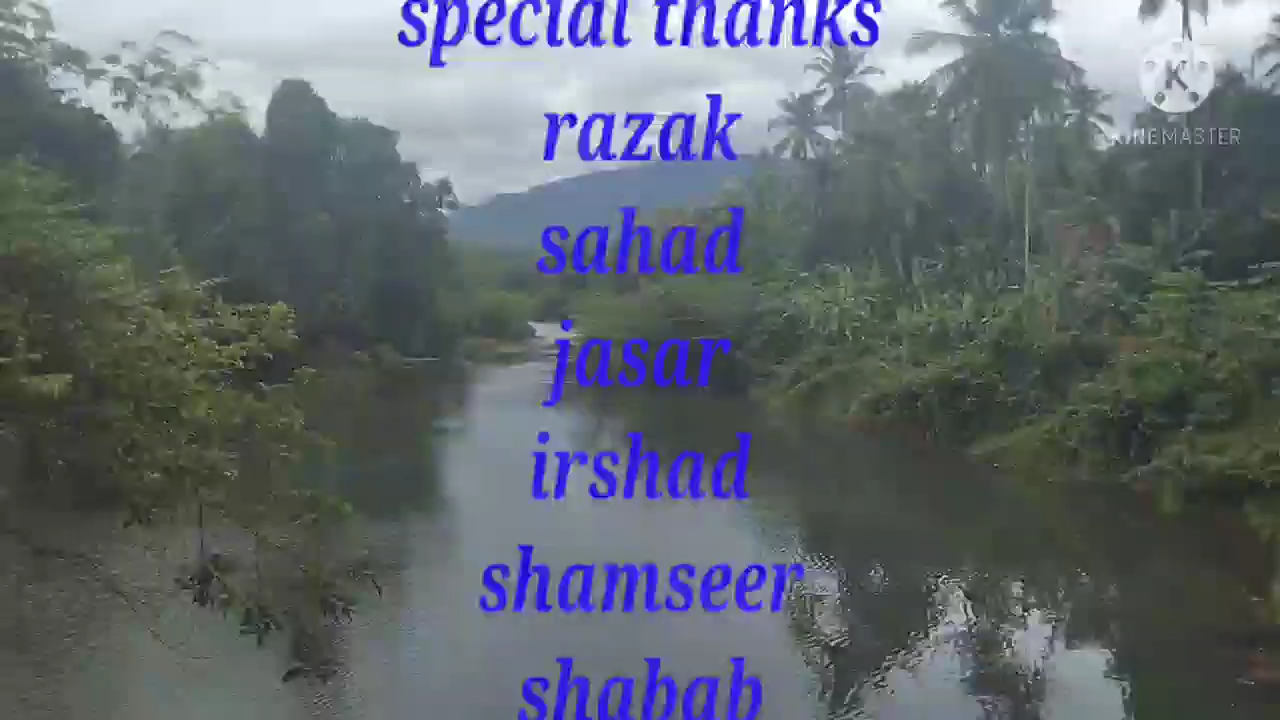 special thanks
razak
KINEMASTER
sahad
jasar
irshad
shamseer
shabab